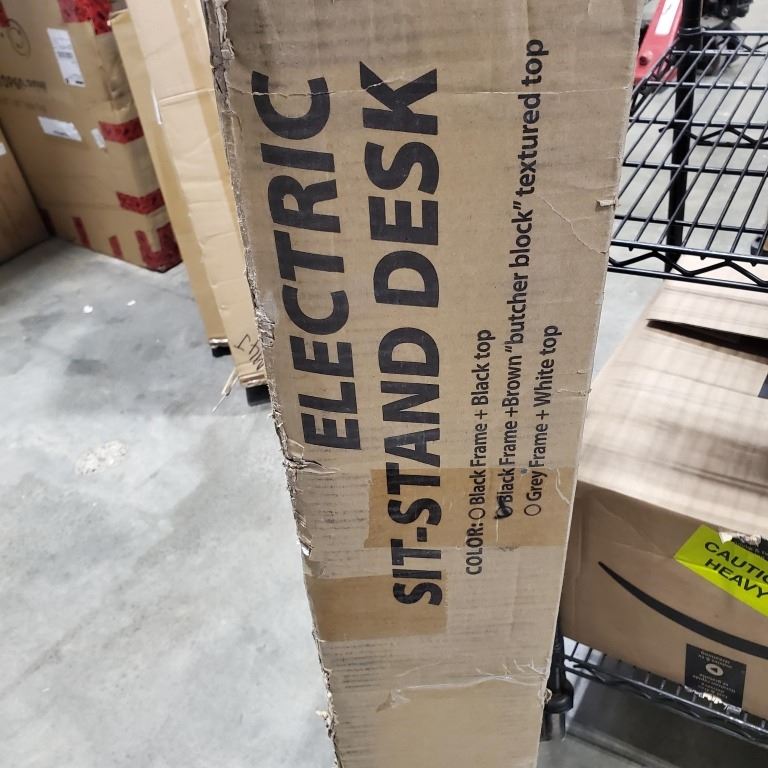 ELECTRIC
SIT-STAND DESK
COLOR: O Black Frame + Black top
O Black Frame +Brown "butcher block" textured top
O Grey Frame + White top
CAUTIO
HEAVY